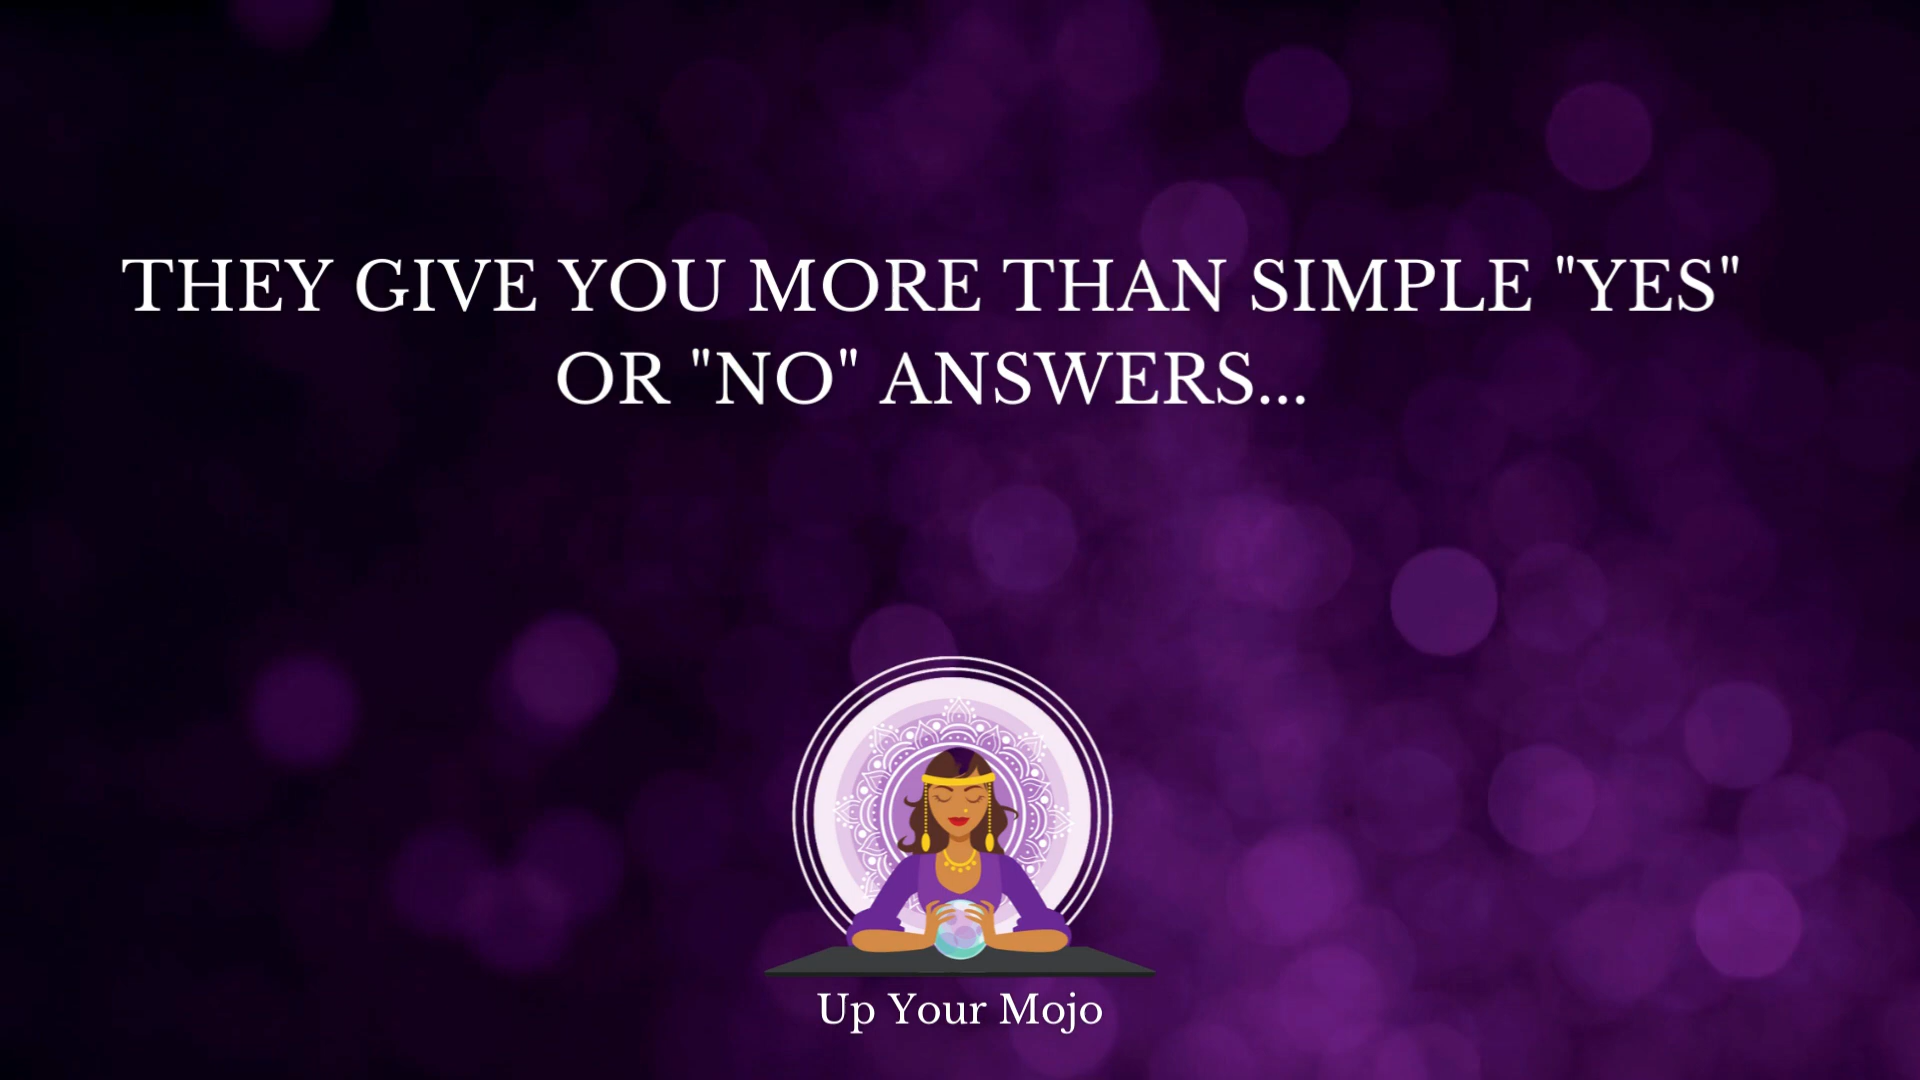 THEY GIVE YOU MORE THAN SIMPLE "YES"
OR "NO" ANSWERS...
Up Your Mojo